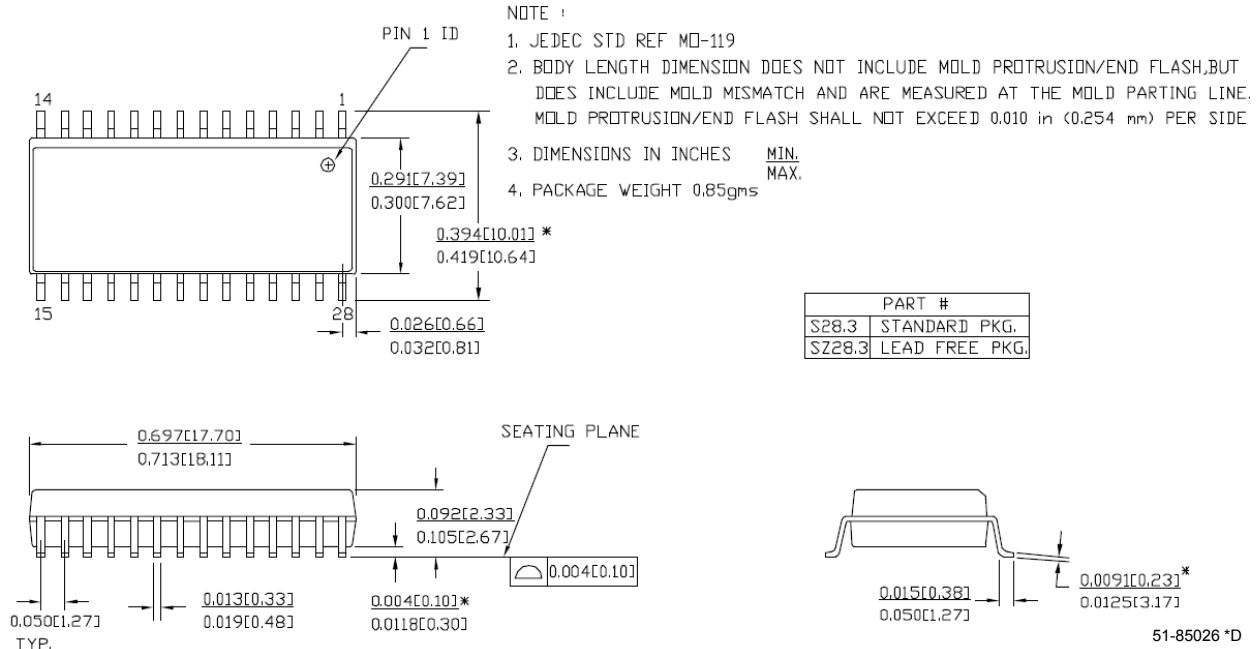 NOTE :
1. JEDEC STD REF MO-119
2. BODY LENGTH DIMENSION DOES NOT INCLUDE MOLD PROTRUSION/END FLASH,BUT
DOES INCLUDE MOLD MISMATCH AND ARE MEASURED AT THE MOLD PARTING LINE.
MOLD PROTRUSION/END FLASH SHALL NOT EXCEED 0.010 in (0.254 mm) PER SIDE
3. DIMENSIONS IN INCHES MIN.
MAX.
4. PACKAGE WEIGHT 0.85gms
PIN 1 ID
14 1
0.291[7.39]
0.300[7.62]
0.394[10.01] *
0.419[10.64]
15 28
0.026[0.66]
0.032[0.81]
PART #
S28.3 STANDARD PKG.
SZ28.3 LEAD FREE PKG.
0.697[17.70]
0.713[18.11]
SEATING PLANE
0.092[2.33]
0.105[2.67]
0.004[0.10]
0.050[1.27]
TYP.
0.013[0.33]
0.019[0.48]
0.004[0.10]*
0.0118[0.30]
0.015[0.38]
0.050[1.27]
0.0091[0.23]*
0.0125[3.17]
51-85026 *D